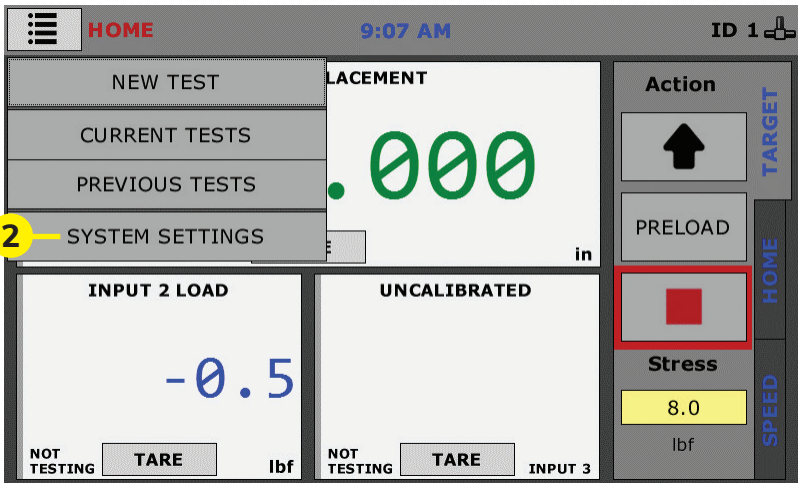 HOME
9:07 AM
ID 1
NEW TEST
CURRENT TESTS
PREVIOUS TESTS
2
SYSTEM SETTINGS
.000
in
INPUT 2 LOAD
-0.5
NOT
TESTING
TARE
lbf
UNCALIBRATED
NOT
TESTING
TARE
INPUT 3
Action
PRELOAD
Stress
8.0
lbf
TARGET
HOME
SPEED